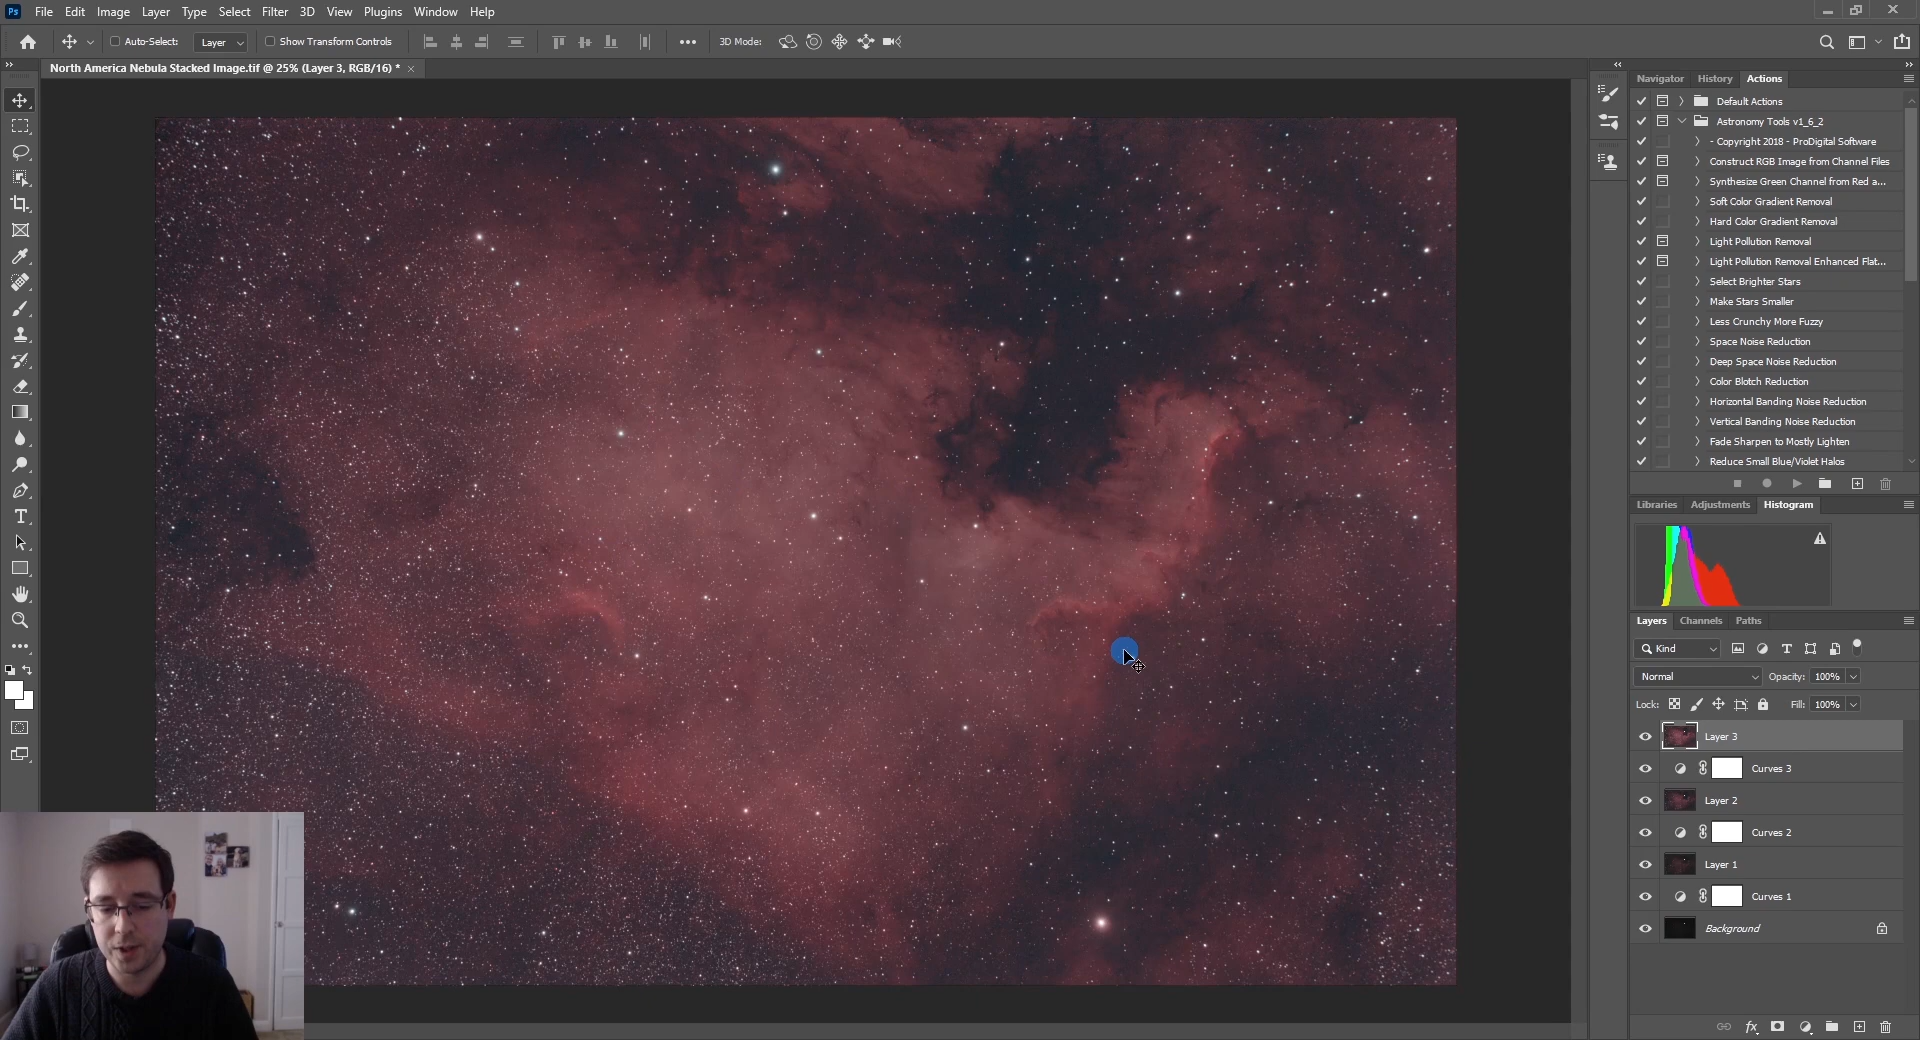 Ps File Edit Image Layer Type Select Filter 3D View Plugins Window Help
Auto-Select: Layer Show Transform Controls 3D Mode:
North America Nebula Stacked Image.tif @ 25% (Layer 3, RGB/16) *
Navigator History Actions
Default Actions
Astronomy Tools v1_6_2
- Copyright 2018 - ProDigital Software
Construct RGB Image from Channel Files
Synthesize Green Channel from Red a...
Soft Color Gradient Removal
Hard Color Gradient Removal
Light Pollution Removal
Light Pollution Removal Enhanced Flat...
Select Brighter Stars
Make Stars Smaller
Less Crunchy More Fuzzy
Space Noise Reduction
Deep Space Noise Reduction
Color Blotch Reduction
Horizontal Banding Noise Reduction
Vertical Banding Noise Reduction
Fade Sharpen to Mostly Lighten
Reduce Small Blue/Violet Halos
Libraries Adjustments Histogram
Layers Channels Paths
Kind
Normal Opacity: 100%
Lock: Fill: 100%
Layer 3
Curves 3
Layer 2
Curves 2
Layer 1
Curves 1
Background